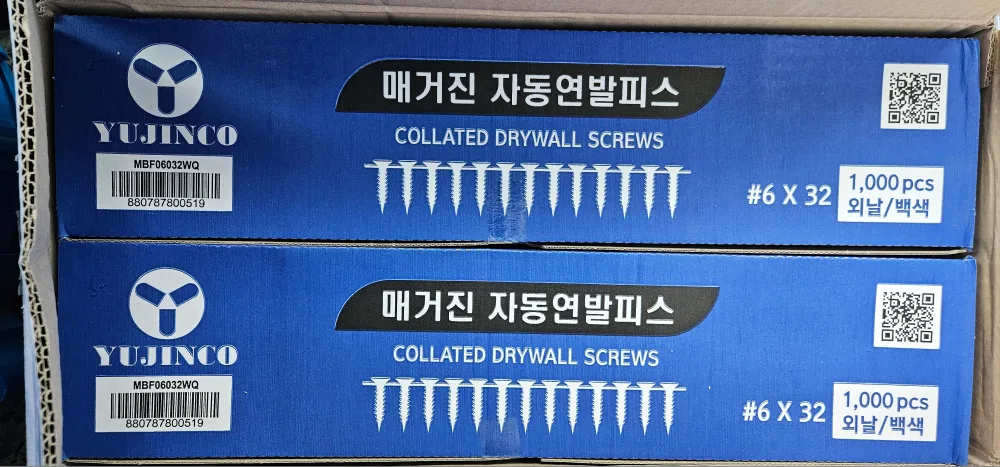 YUJINCO
MBF06032WQ
880787800519
매거진 자동연발피스
COLLATED DRYWALL SCREWS
#6 X 32
1,000 pcs
외날/백색
YUJINCO
MBF06032WQ
880787800519
매거진 자동연발피스
COLLATED DRYWALL SCREWS
#6 X 32
1,000 pcs
외날/백색